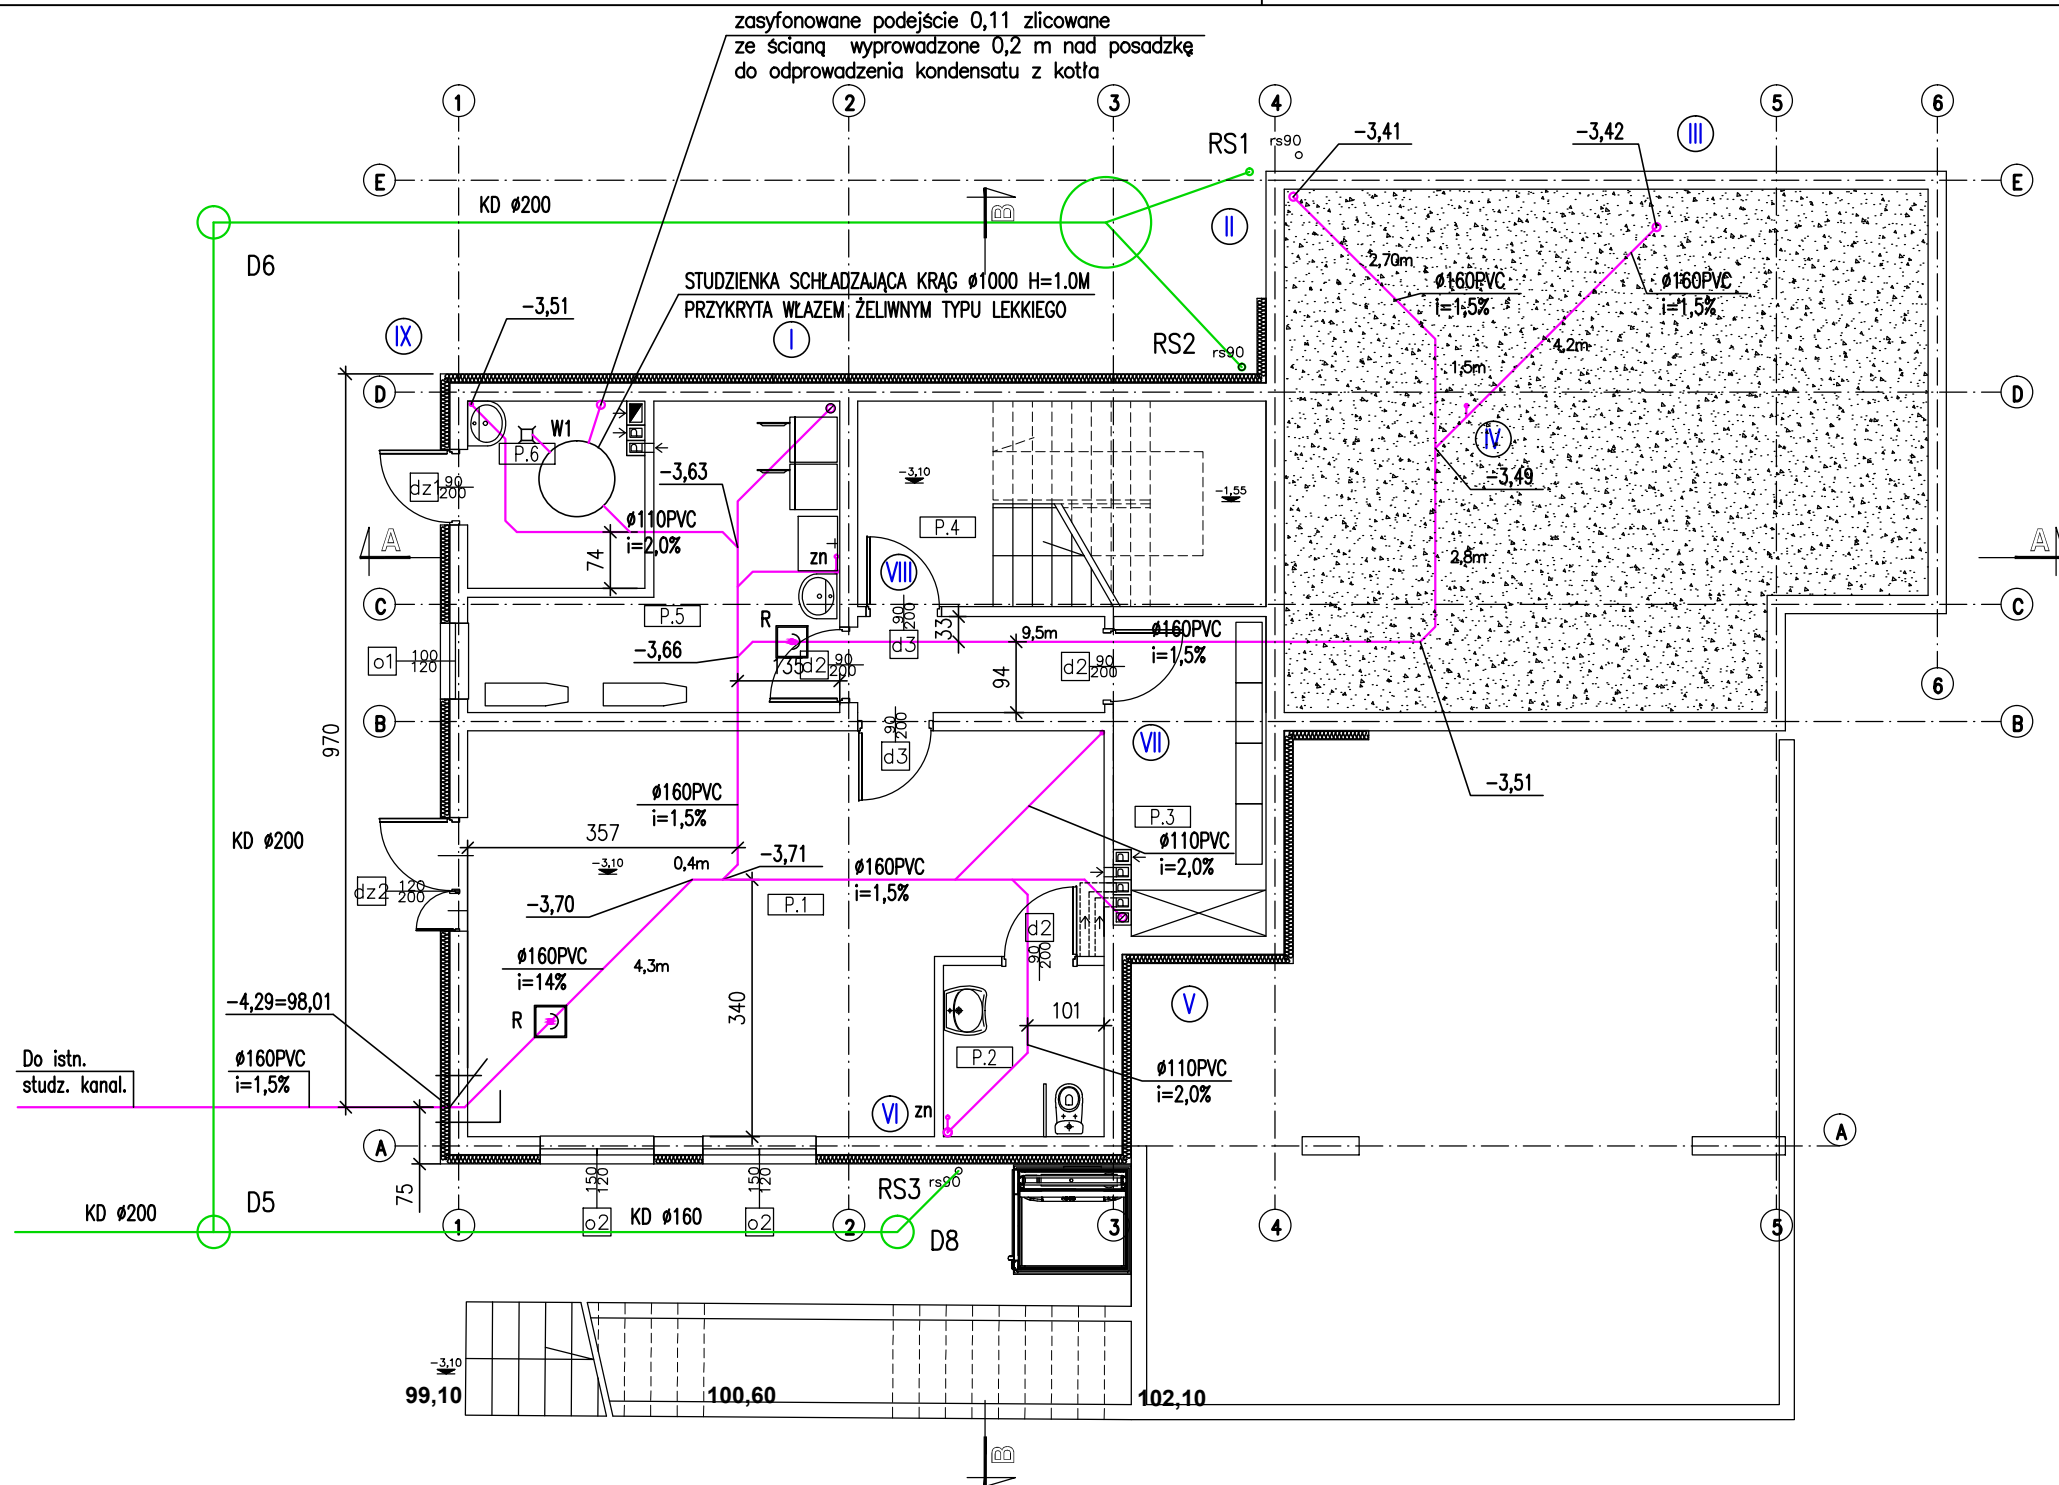 zasyfonowane podejście 0,11 zlicowane
ze ścianą wyprowadzone 0,2 m nad posadzkę
do odprowadzenia kondensatu z kotła
1
2
3
4
5
6
RS1
rs90
-3,41
-3,42
III
E
E
KD ø200
B
II
D6
STUDZIENKA SCHŁADZAJĄCA KRĄG ø1000 H=1.0M
PRZYKRYTA WŁAZEM ŻELIWNYM TYPU LEKKIEGO
2,70m
ø160PVC
i=1,5%
ø160PVC
i=1,5%
-3,51
IX
I
RS2
rs90
4,2m
1,5m
D
D
W1
P.6
IV
-3,63
-3,10
-3,49
dz1
90
200
-1,55
ø110PVC
i=2,0%
P.4
A
A
74
zn
VIII
2,8m
C
C
P.5
R
90
200
33
9,5m
ø160PVC
i=1,5%
d3
-3,66
o1
100
120
135
d2
90
200
94
d2
90
200
6
B
B
970
90
200
d3
VII
-3,51
ø160PVC
i=1,5%
P.3
357
KD ø200
-3,10
0,4m
-3,71
ø160PVC
i=1,5%
ø110PVC
i=2,0%
dz2
120
200
-3,70
P.1
d2
90
200
ø160PVC
i=14%
4,3m
-4,29=98,01
340
101
V
R
Do istn.
studz. kanal.
ø160PVC
i=1,5%
P.2
ø110PVC
i=2,0%
VI
zn
A
A
75
150
120
150
120
RS3
rs90
KD ø200
D5
1
o2
KD ø160
o2
2
D8
3
4
5
-3,10
99,10
100,60
102,10
B